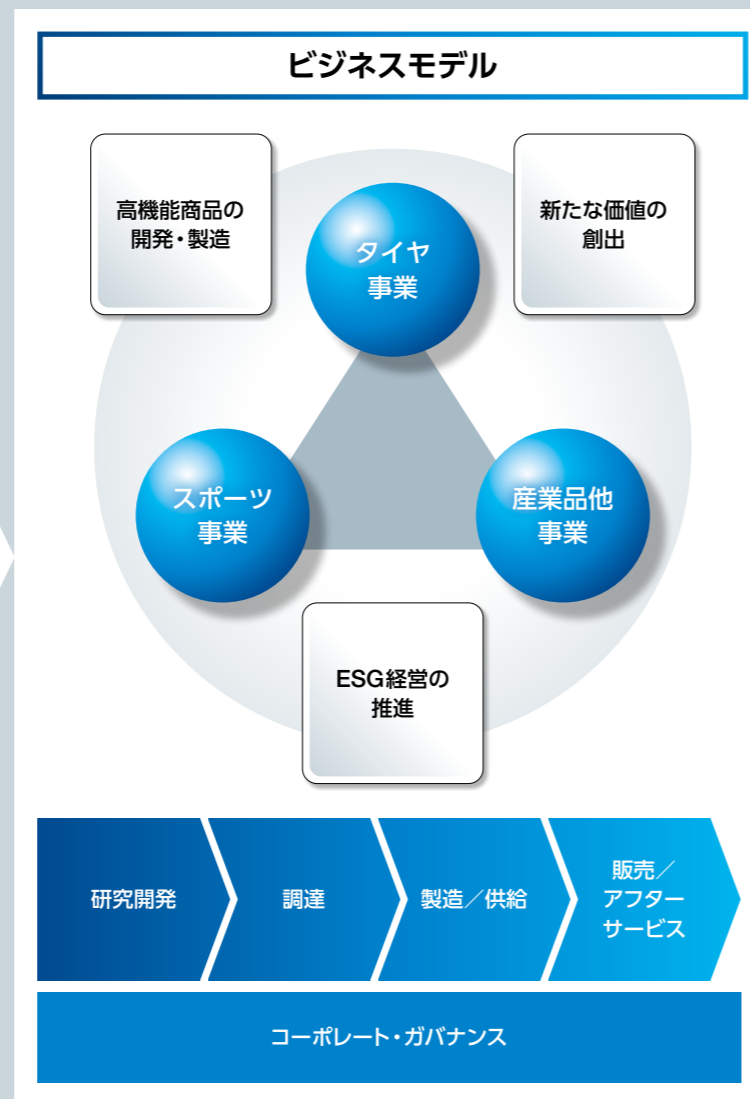 ビジネスモデル
高機能商品の
開発・製造
新たな価値の
創出
タイヤ
事業
スポーツ
事業
産業品他
事業
ESG経営の
推進
研究開発
調達
製造／供給
販売／
アフター
サービス
コーポレート・ガバナンス